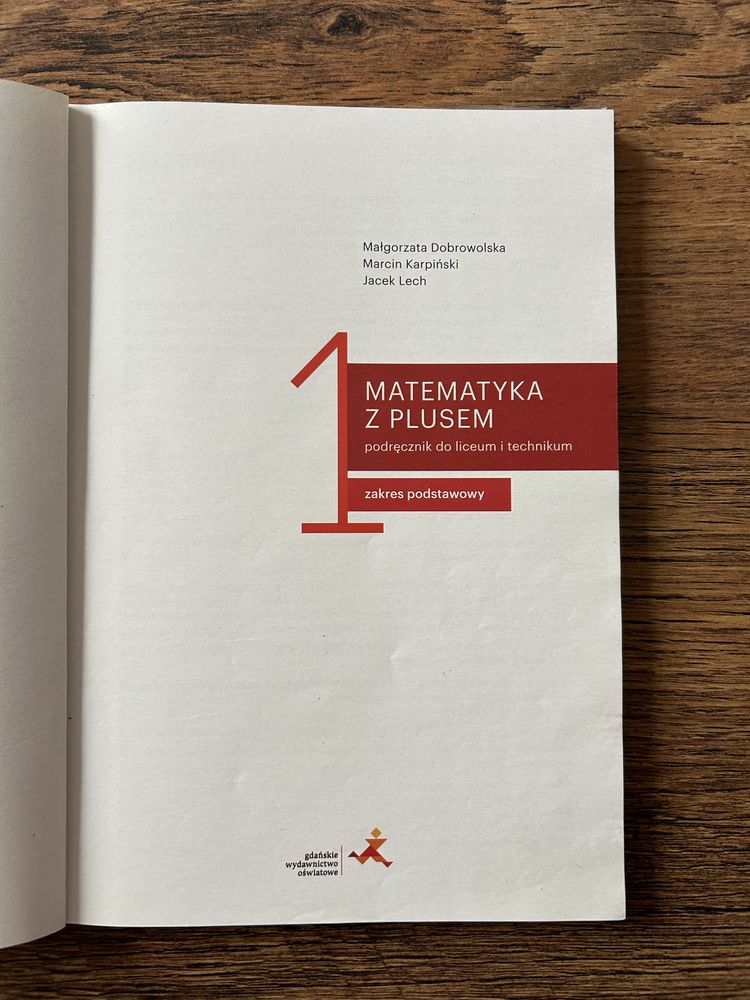 Małgorzata Dobrowolska
Marcin Karpiński
Jacek Lech
1
MATEMATYKA
Z PLUSEM
podręcznik do liceum i technikum
zakres podstawowy
gdańskie
wydawnictwo
oświatowe